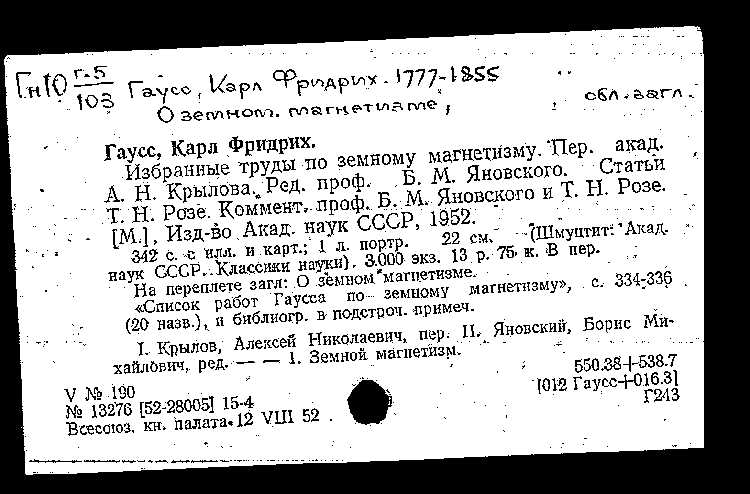 Гн10 г-5/103 Гаусс, Карл Фридрих. 1777-1855
О земном магнетизме, обл. загл.
Гаусс, Карл Фридрих.
Избранные труды по земному магнетизму. Пер. акад.
А. Н. Крылова. Ред. проф. Б. М. Яновского. Статьи
Т. Н. Розе. Коммент. проф. Б. М. Яновского и Т. Н. Розе.
[М.], Изд-во Акад. наук СССР, 1952.
342 с. с илл. и карт.; 1 л. портр. 22 см. (Шмуцтит: Акад.
наук СССР. Классики науки). 3.000 экз. 13 р. 75 к. В пер.
На переплете загл: О земном магнетизме.
«Список работ Гаусса по земному магнетизму», с. 334-336
(20 назв.), и библиогр. в подстроч. примеч.
I. Крылов, Алексей Николаевич, пер. II. Яновский, Борис Ми-
хайлович, ред. — — 1. Земной магнетизм.
550.38+538.7
V № 190 [012 Гаусс+016.3]
№ 13276 [52-28005] 15-4 Г243
Всесоюз. кн. палата. 12 VIII 52